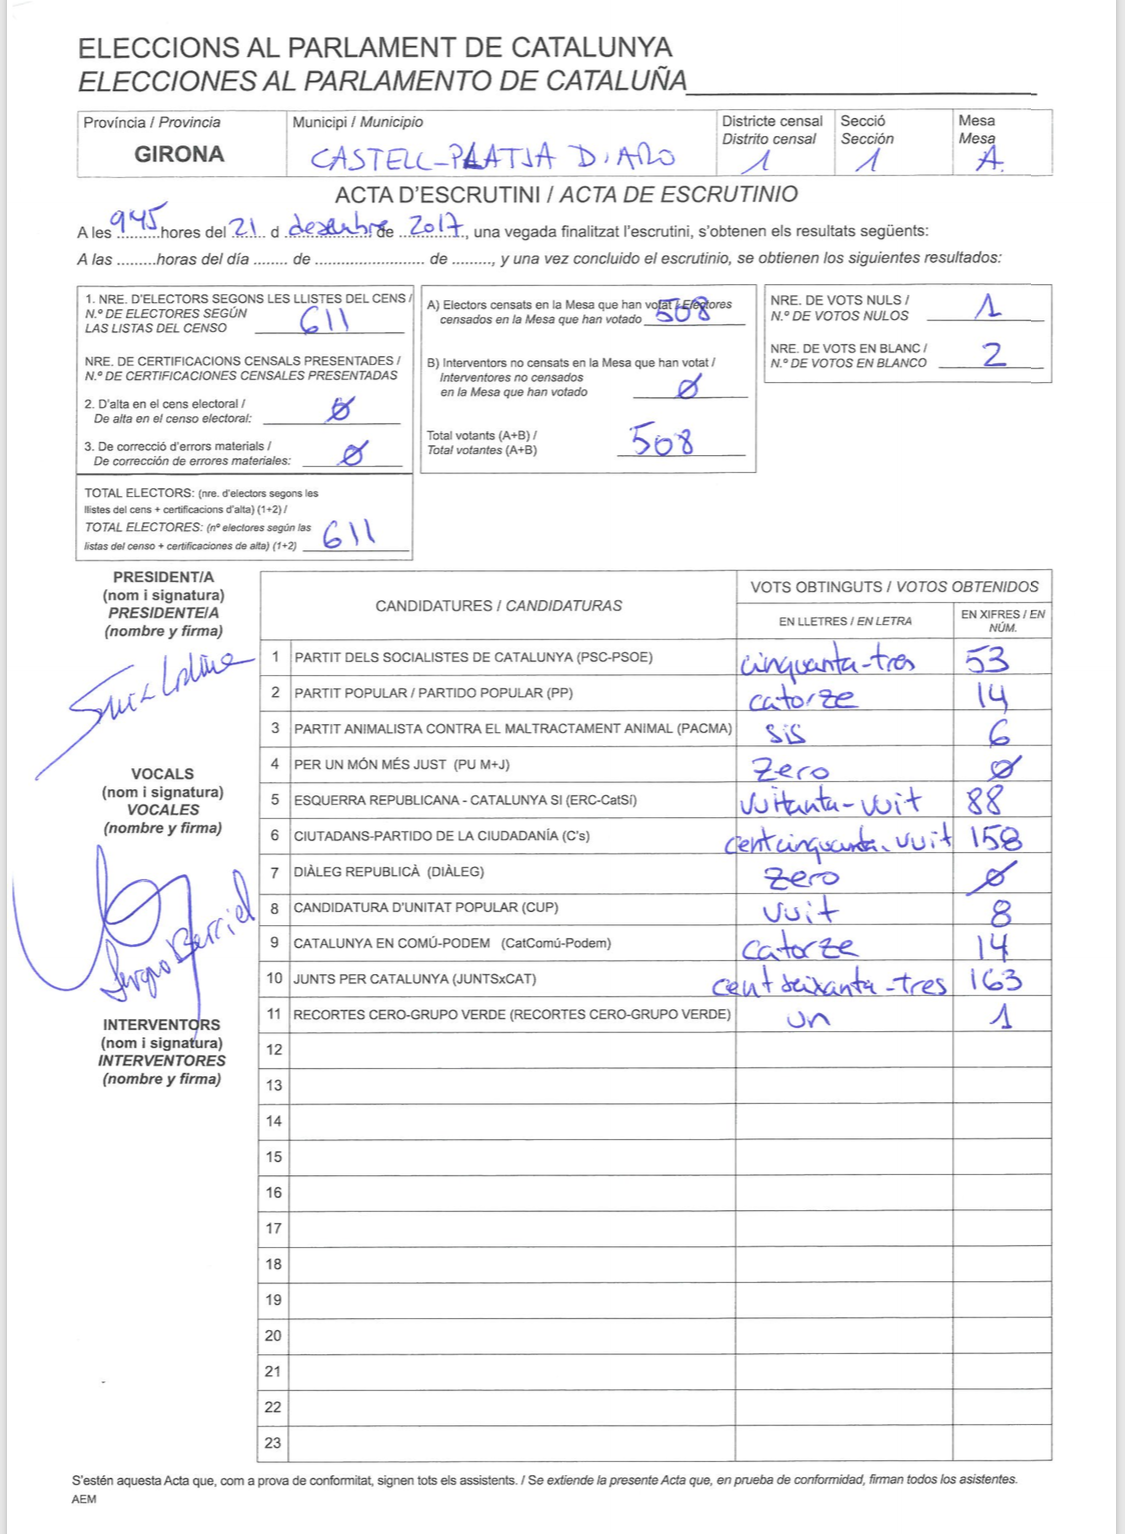 ELECCIONS AL PARLAMENT DE CATALUNYA
ELECCIONES AL PARLAMENTO DE CATALUÑA
Província / Provincia
GIRONA
Municipi / Municipio
CASTELL-PLATJA D'ARO
Districte censal
Distrito censal
1
Secció
Sección
1
Mesa
Mesa
A
ACTA D'ESCRUTINI / ACTA DE ESCRUTINIO
A les 945 hores del 21 d desembre de 2017, una vegada finalitzat l'escrutini, s'obtenen els resultats següents:
A las .........horas del día ........ de ......................... de ........., y una vez concluido el escrutinio, se obtienen los siguientes resultados:
1. NRE. D'ELECTORS SEGONS LES LLISTES DEL CENS /
N.º DE ELECTORES SEGÚN
LAS LISTAS DEL CENSO 611
NRE. DE CERTIFICACIONS CENSALS PRESENTADES /
N.º DE CERTIFICACIONES CENSALES PRESENTADAS
2. D'alta en el cens electoral /
De alta en el censo electoral: 0
3. De correcció d'errors materials /
De corrección de errores materiales: 0
TOTAL ELECTORS: (nre. d'electors segons les
llistes del cens + certificacions d'alta) (1+2) /
TOTAL ELECTORES: (nº electores según las
listas del censo + certificaciones de alta) (1+2) 611
A) Electors censats en la Mesa que han votat / Electores
censados en la Mesa que han votado 508
B) Interventors no censats en la Mesa que han votat /
Interventores no censados
en la Mesa que han votado 0
Total votants (A+B) /
Total votantes (A+B) 508
NRE. DE VOTS NULS /
N.º DE VOTOS NULOS 1
NRE. DE VOTS EN BLANC /
N.º DE VOTOS EN BLANCO 2
PRESIDENT/A
(nom i signatura)
PRESIDENTE/A
(nombre y firma)
VOCALS
(nom i signatura)
VOCALES
(nombre y firma)
Sergio Berriel
INTERVENTORS
(nom i signatura)
INTERVENTORES
(nombre y firma)
CANDIDATURES / CANDIDATURAS
VOTS OBTINGUTS / VOTOS OBTENIDOS
EN LLETRES / EN LETRA
EN XIFRES / EN
NÚM.
1 PARTIT DELS SOCIALISTES DE CATALUNYA (PSC-PSOE) cinquanta-tres 53
2 PARTIT POPULAR / PARTIDO POPULAR (PP) catorze 14
3 PARTIT ANIMALISTA CONTRA EL MALTRACTAMENT ANIMAL (PACMA) sis 6
4 PER UN MÓN MÉS JUST (PU M+J) zero 0
5 ESQUERRA REPUBLICANA - CATALUNYA SI (ERC-CatSí) vuitanta-vuit 88
6 CIUTADANS-PARTIDO DE LA CIUDADANÍA (C's) cent cinquanta-vuit 158
7 DIÀLEG REPUBLICÀ (DIÀLEG) zero 0
8 CANDIDATURA D'UNITAT POPULAR (CUP) vuit 8
9 CATALUNYA EN COMÚ-PODEM (CatComú-Podem) catorze 14
10 JUNTS PER CATALUNYA (JUNTSxCAT) cent seixanta-tres 163
11 RECORTES CERO-GRUPO VERDE (RECORTES CERO-GRUPO VERDE) un 1
12
13
14
15
16
17
18
19
20
21
22
23
S'estén aquesta Acta que, com a prova de conformitat, signen tots els assistents. / Se extiende la presente Acta que, en prueba de conformidad, firman todos los asistentes.
AEM